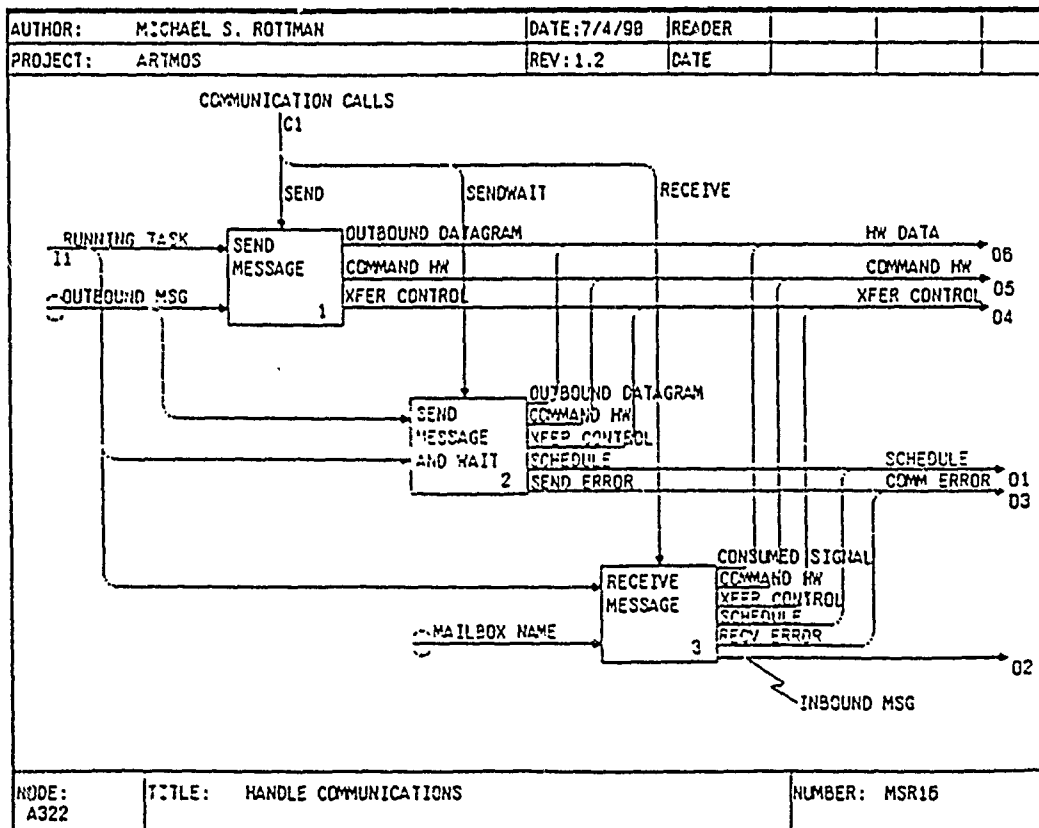 AUTHOR: MICHAEL S. ROTTMAN DATE:7/4/90 READER
PROJECT: ARTMOS REV:1.2 DATE
COMMUNICATION CALLS
C1
SEND SENDWAIT RECEIVE
RUNNING TASK
I1
OUTBOUND MSG
SEND MESSAGE 1
OUTBOUND DATAGRAM HW DATA
O6
COMMAND HW COMMAND HW
O5
XFER CONTROL XFER CONTROL
O4
SEND MESSAGE AND WAIT 2
OUTBOUND DATAGRAM
COMMAND HW
XFER CONTROL
SCHEDULE SCHEDULE
O1
SEND ERROR COMM ERROR
O3
RECEIVE MESSAGE 3
CONSUMED SIGNAL
COMMAND HW
XFER CONTROL
SCHEDULE
RECV ERROR
MAILBOX NAME
O2
INBOUND MSG
NODE: A322 TITLE: HANDLE COMMUNICATIONS NUMBER: MSR16